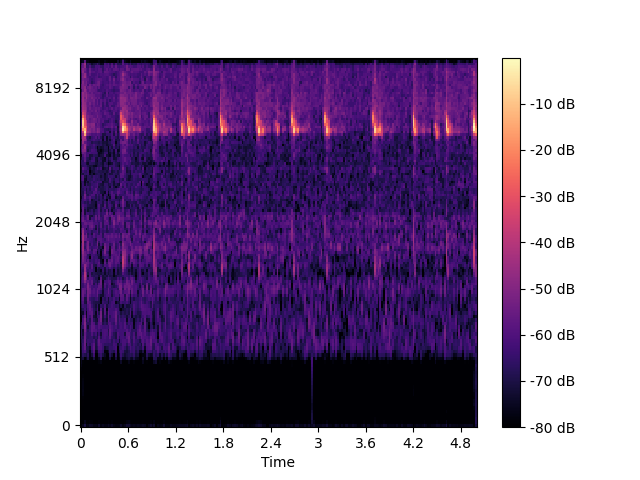 8192
4096
2048
1024
512
0
Hz
0 0.6 1.2 1.8 2.4 3 3.6 4.2 4.8
Time
-10 dB
-20 dB
-30 dB
-40 dB
-50 dB
-60 dB
-70 dB
-80 dB